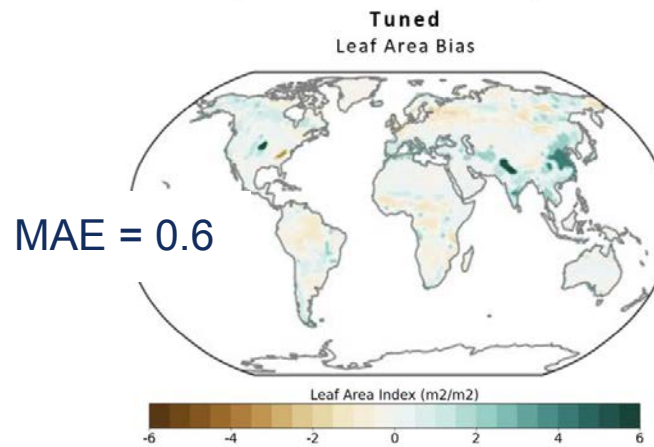 Tuned
Leaf Area Bias
MAE = 0.6
Leaf Area Index (m2/m2)
-6 -4 -2 0 2 4 6